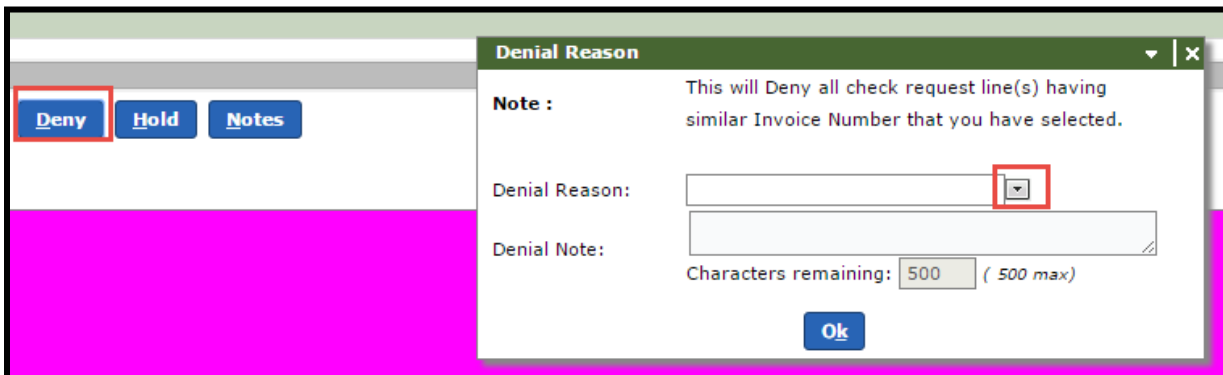 Denial Reason
Deny Hold Notes
Note :
This will Deny all check request line(s) having
similar Invoice Number that you have selected.
Denial Reason:
Denial Note:
Characters remaining: 500 ( 500 max)
Ok